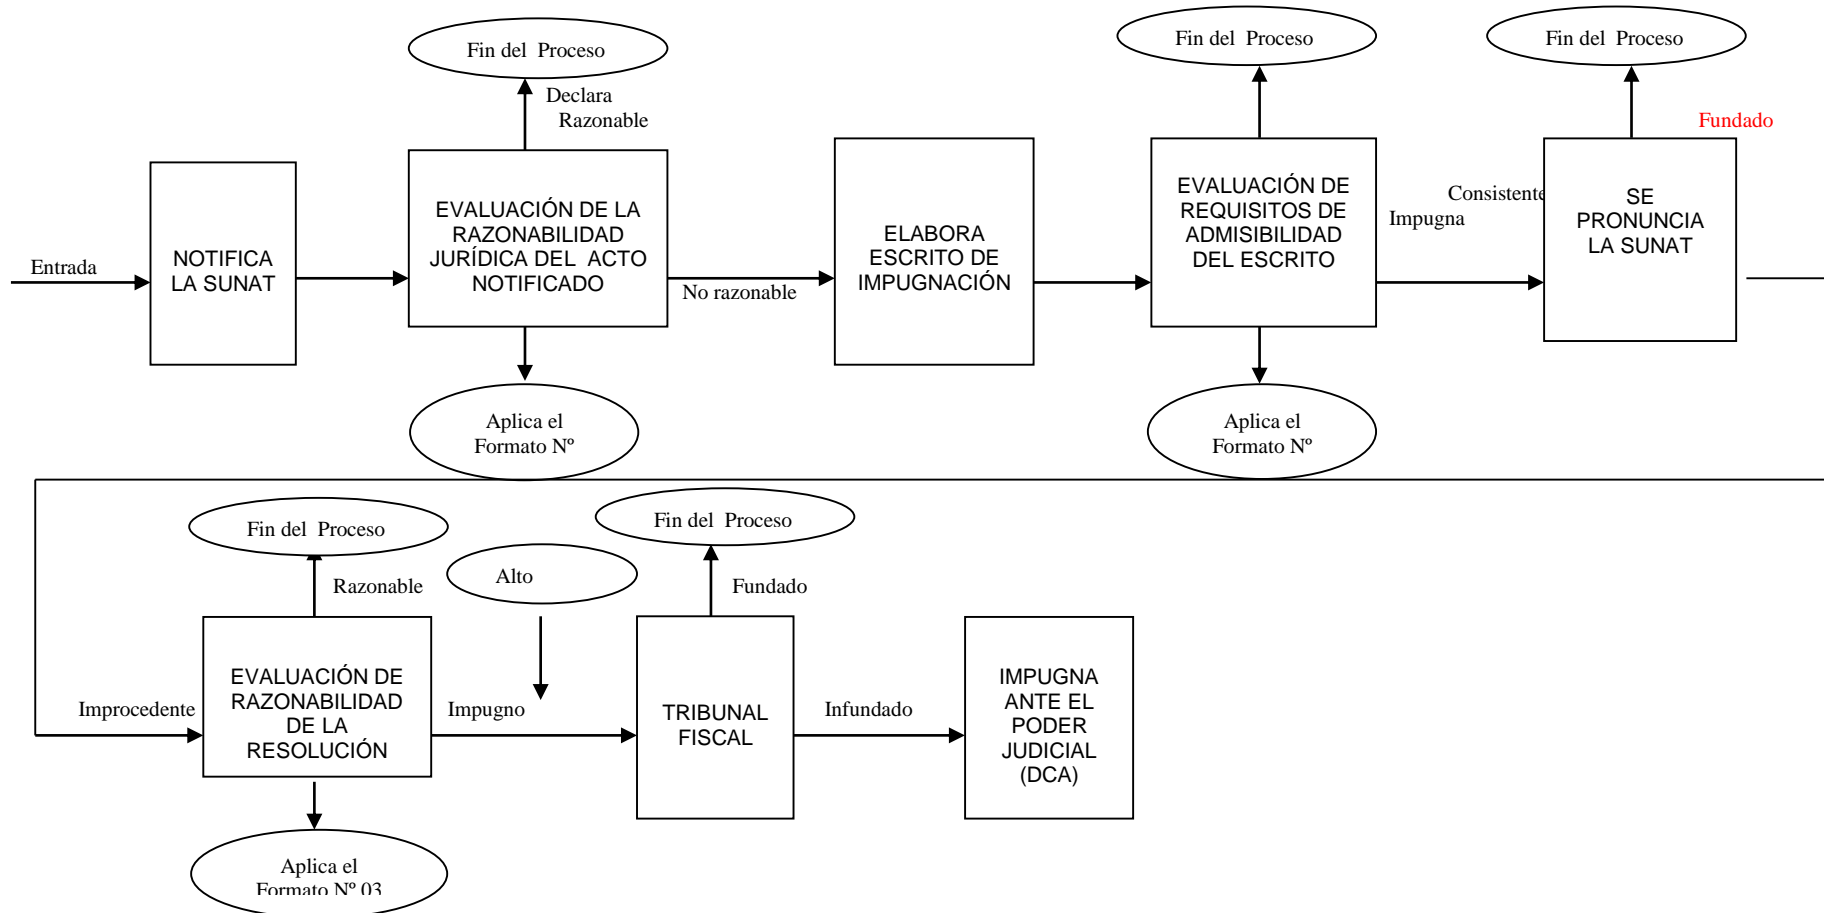 Fin del Proceso
Fin del Proceso
Fin del Proceso
Declara
Razonable
Fundado
Entrada
NOTIFICA
LA SUNAT
EVALUACIÓN DE LA
RAZONABILIDAD
JURÍDICA DEL ACTO
NOTIFICADO
No razonable
ELABORA
ESCRITO DE
IMPUGNACIÓN
EVALUACIÓN DE
REQUISITOS DE
ADMISIBILIDAD
DEL ESCRITO
Impugna
Consistente
SE
PRONUNCIA
LA SUNAT
Aplica el
Formato Nº
Aplica el
Formato Nº
Fin del Proceso
Fin del Proceso
Razonable
Alto
Fundado
Improcedente
EVALUACIÓN DE
RAZONABILIDAD
DE LA
RESOLUCIÓN
Impugno
TRIBUNAL
FISCAL
Infundado
IMPUGNA
ANTE EL
PODER
JUDICIAL
(DCA)
Aplica el
Formato Nº 03